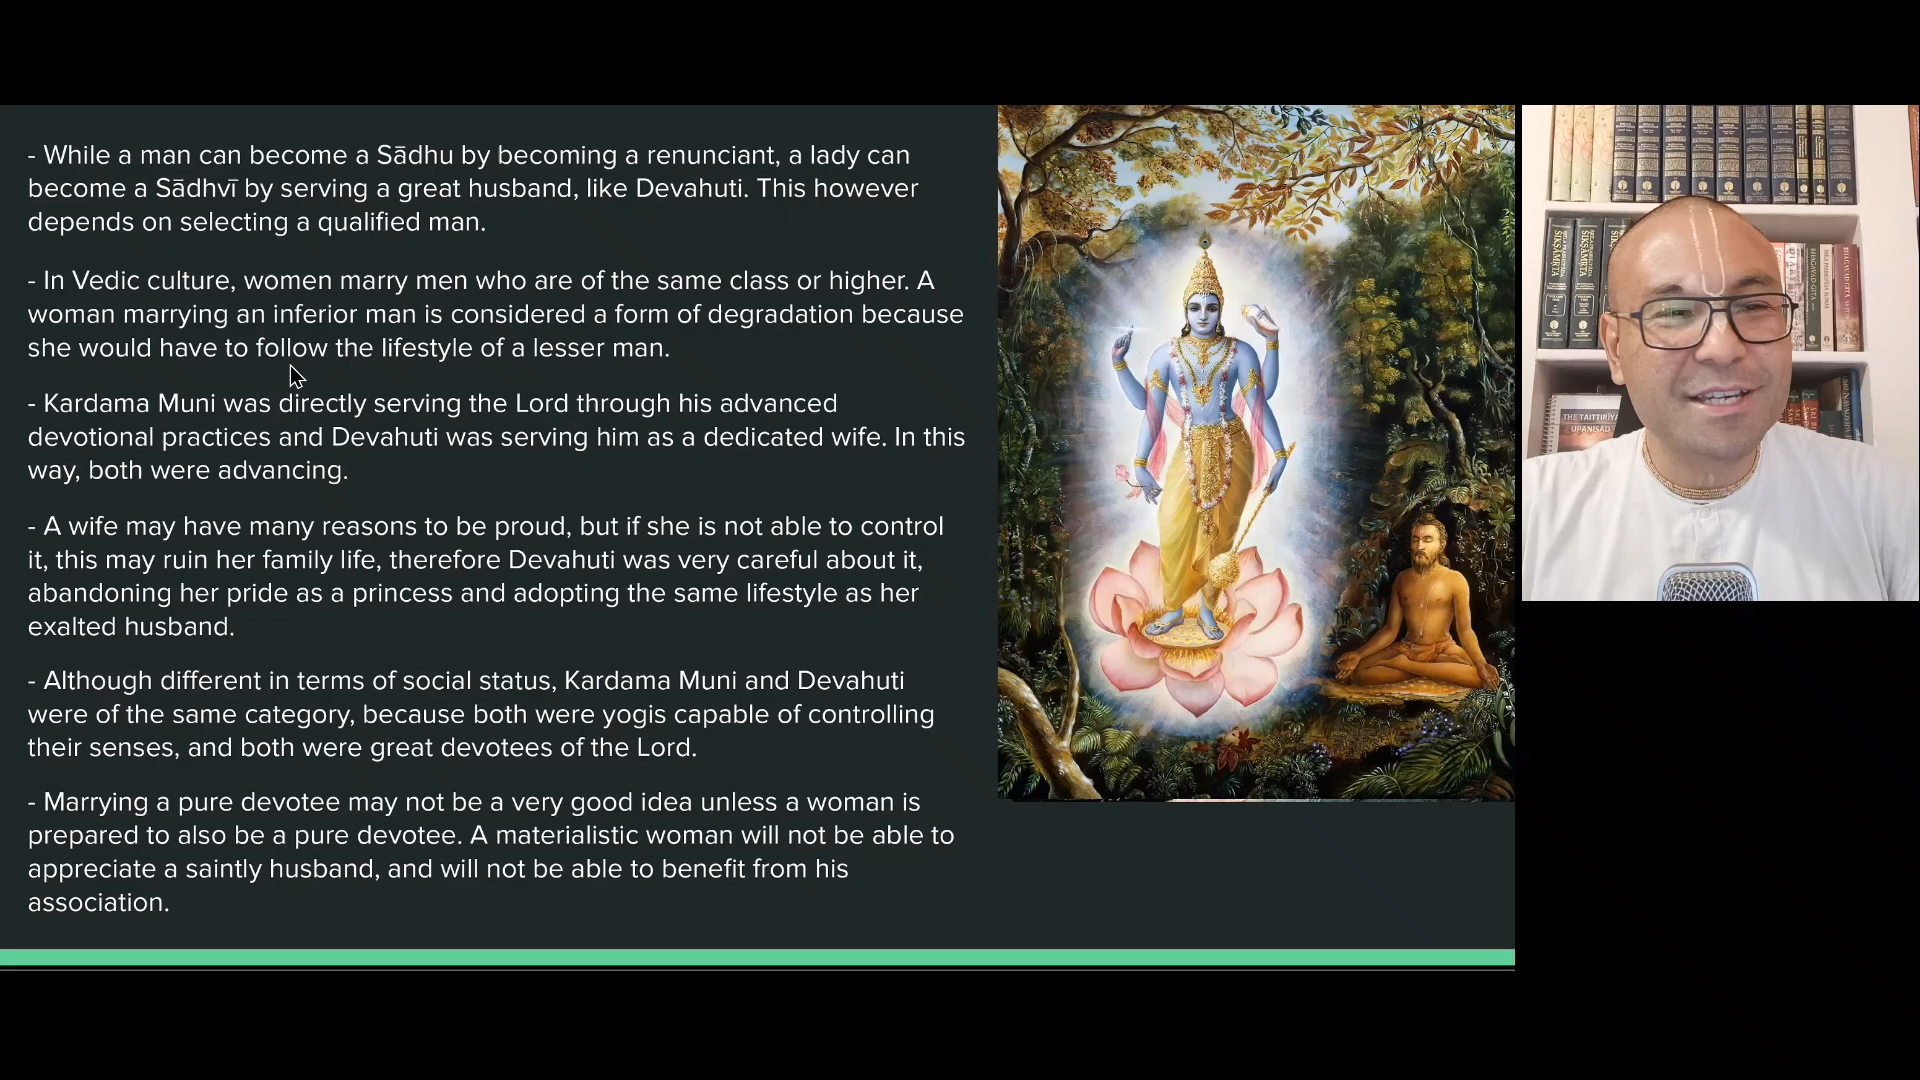 - While a man can become a Sādhu by becoming a renunciant, a lady can
become a Sādhvī by serving a great husband, like Devahuti. This however
depends on selecting a qualified man.
- In Vedic culture, women marry men who are of the same class or higher. A
woman marrying an inferior man is considered a form of degradation because
she would have to follow the lifestyle of a lesser man.
- Kardama Muni was directly serving the Lord through his advanced
devotional practices and Devahuti was serving him as a dedicated wife. In this
way, both were advancing.
- A wife may have many reasons to be proud, but if she is not able to control
it, this may ruin her family life, therefore Devahuti was very careful about it,
abandoning her pride as a princess and adopting the same lifestyle as her
exalted husband.
- Although different in terms of social status, Kardama Muni and Devahuti
were of the same category, because both were yogis capable of controlling
their senses, and both were great devotees of the Lord.
- Marrying a pure devotee may not be a very good idea unless a woman is
prepared to also be a pure devotee. A materialistic woman will not be able to
appreciate a saintly husband, and will not be able to benefit from his
association.
THE TAITTIRĪYA
UPANIṢAD